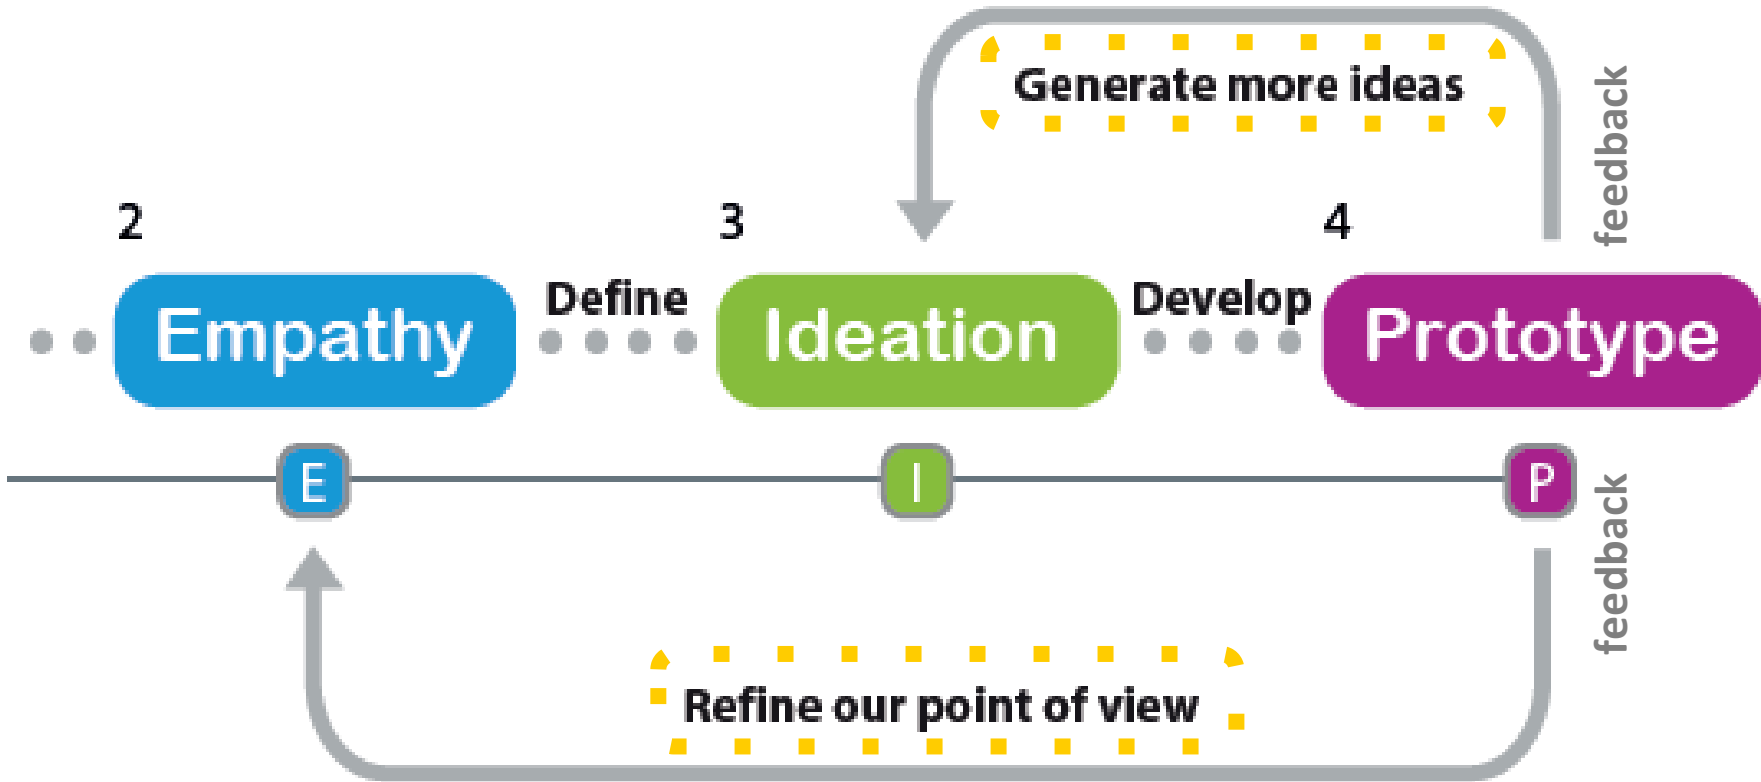 Generate more ideas
feedback
2
3
4
Empathy
Define
Ideation
Develop
Prototype
E
I
P
feedback
Refine our point of view